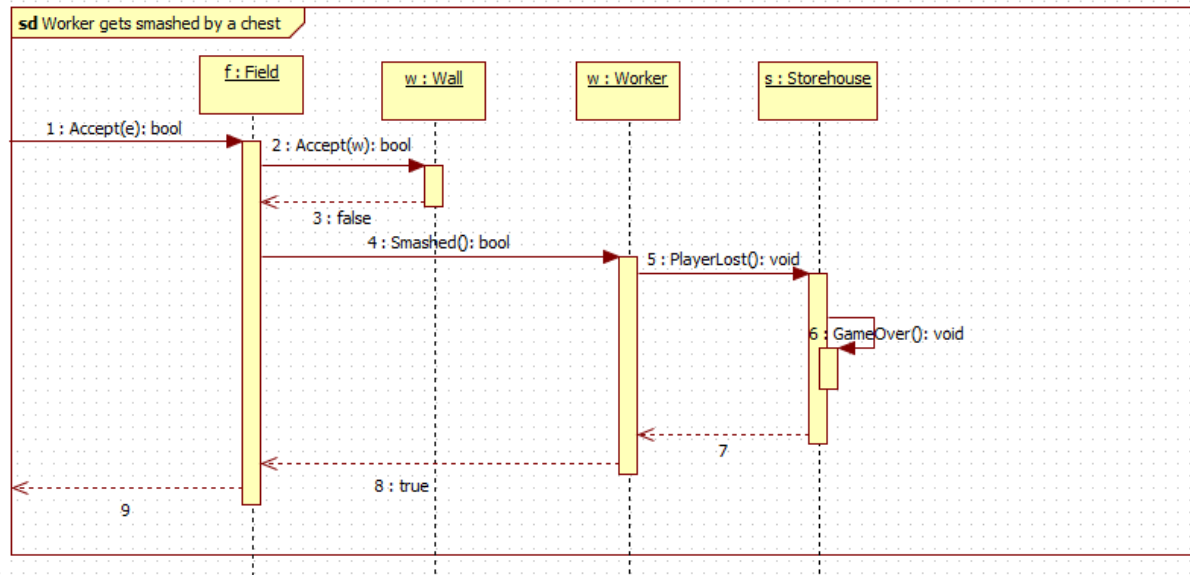 sd Worker gets smashed by a chest
f : Field
w : Wall
w : Worker
s : Storehouse
1 : Accept(e): bool
2 : Accept(w): bool
3 : false
4 : Smashed(): bool
5 : PlayerLost(): void
6 : GameOver(): void
7
8 : true
9